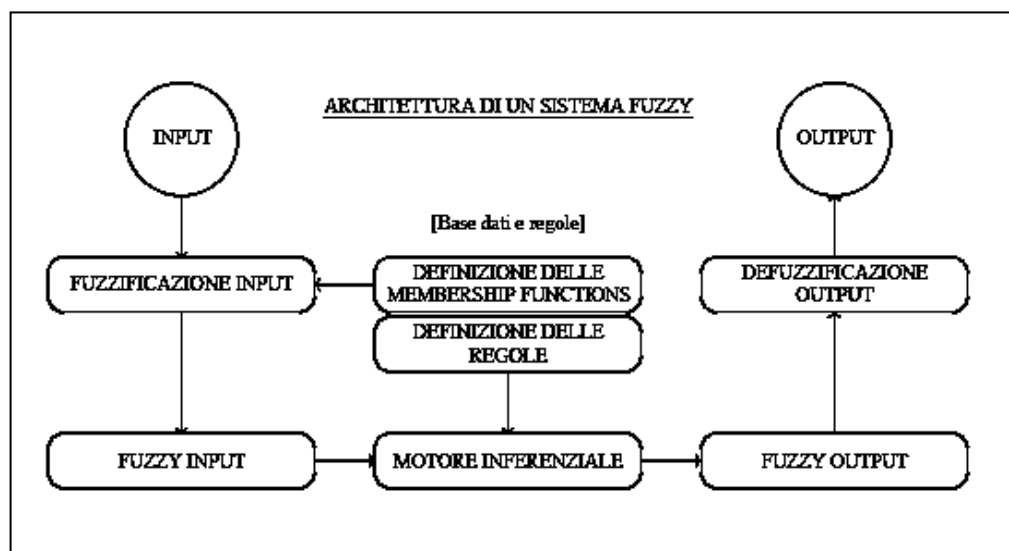 ARCHITETTURA DI UN SISTEMA FUZZY
INPUT
OUTPUT
[Base dati e regole]
FUZZIFICAZIONE INPUT
DEFINIZIONE DELLE
MEMBERSHIP FUNCTIONS
DEFUZZIFICAZIONE
OUTPUT
DEFINIZIONE DELLE
REGOLE
FUZZY INPUT
MOTORE INFERENZIALE
FUZZY OUTPUT